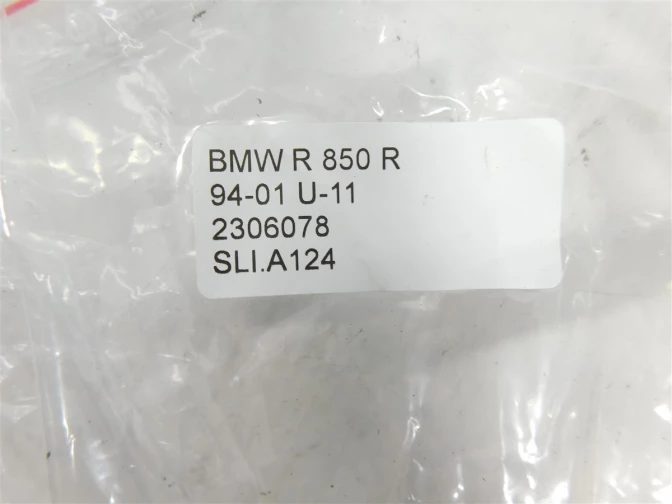 BMW R 850 R
94-01 U-11
2306078
SLI.A124